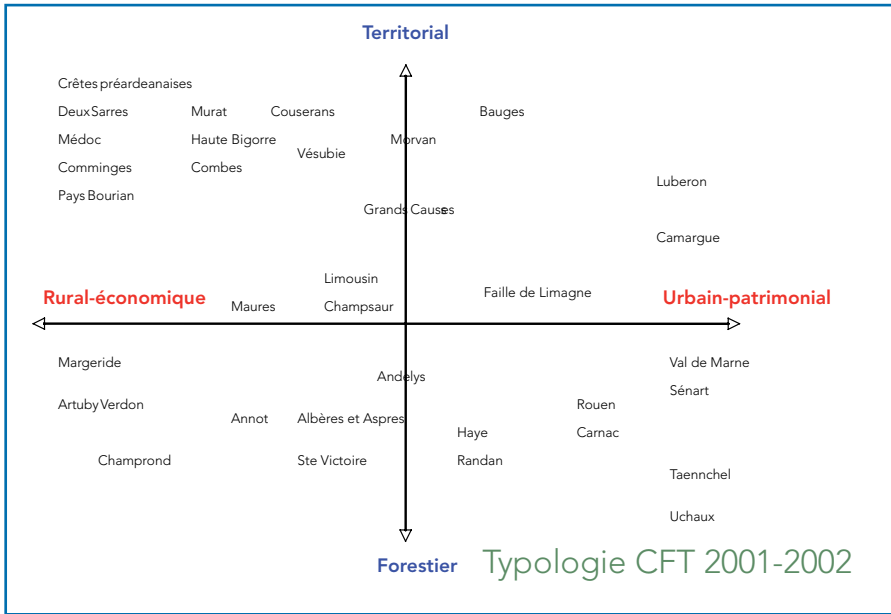 Territorial
Crêtes préardeanaises
Deux Sarres Murat Couserans Bauges
Médoc Haute Bigorre Morvan
Vésubie
Comminges Combes
Luberon
Pays Bourian
Grands Causses
Camargue
Limousin
Faille de Limagne
Rural-économique Urbain-patrimonial
Maures Champsaur
Margeride Val de Marne
Andelys
Sénart
Artuby Verdon Rouen
Annot Albères et Aspres
Haye Carnac
Champrond Ste Victoire Randan
Taennchel
Uchaux
Forestier Typologie CFT 2001-2002